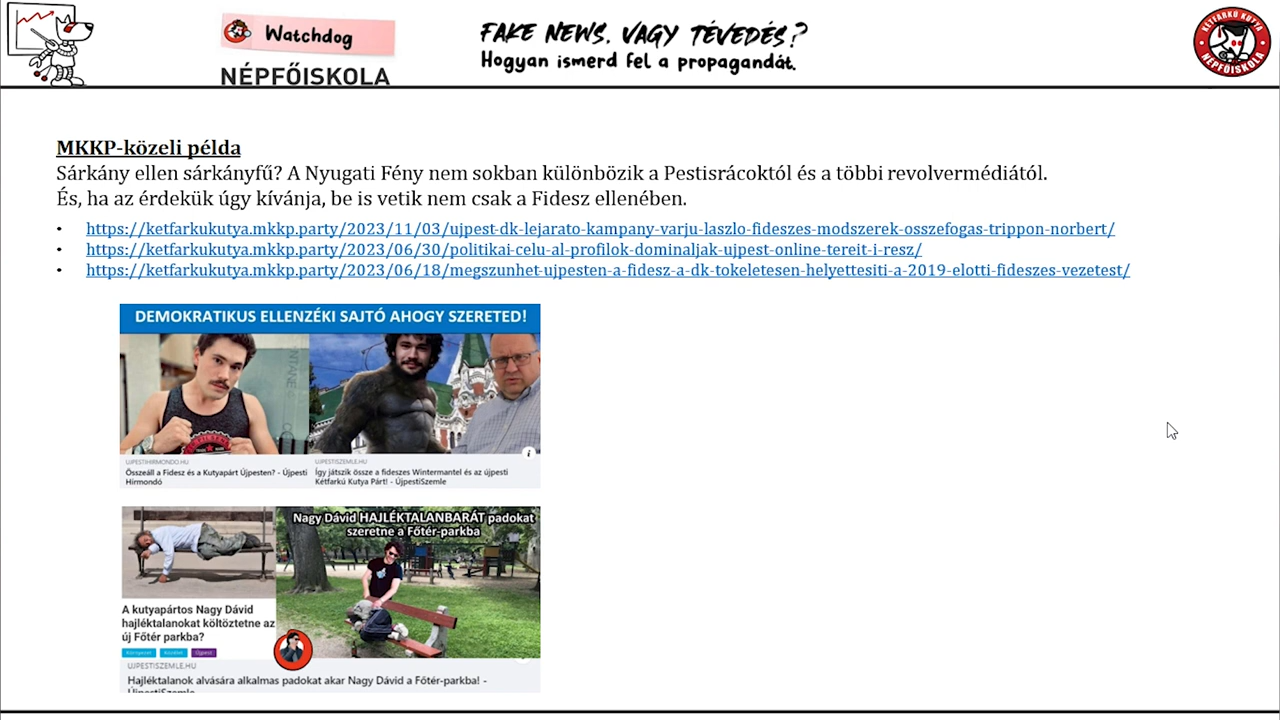 Watchdog
NÉPFŐISKOLA
FAKE NEWS, VAGY TÉVEDÉS?
Hogyan ismerd fel a propagandát.
KÉTFARKÚ KUTYA
NÉPFŐISKOLA
MKKP-közeli példa
Sárkány ellen sárkányfű? A Nyugati Fény nem sokban különbözik a Pestisrácoktól és a többi revolvermédiától.
És, ha az érdekük úgy kívánja, be is vetik nem csak a Fidesz ellenében.
• https://ketfarkukutya.mkkp.party/2023/11/03/ujpest-dk-lejarato-kampany-varju-laszlo-fideszes-modszerek-osszefogas-trippon-norbert/
• https://ketfarkukutya.mkkp.party/2023/06/30/politikai-celu-al-profilok-dominaljak-ujpest-online-tereit-i-resz/
• https://ketfarkukutya.mkkp.party/2023/06/18/megszunhet-ujpesten-a-fidesz-a-dk-tokeletesen-helyettesiti-a-2019-elotti-fideszes-vezetest/
DEMOKRATIKUS ELLENZÉKI SAJTÓ AHOGY SZERETED!
UJPESTIHIRMONDO.HU
Összeáll a Fidesz és a Kutyapárt Újpesten? - Újpesti
Hírmondó
UJPESTISZEMLE.HU
Így játszik össze a fideszes Wintermantel és az újpesti
Kétfarkú Kutya Párt! - ÚjpestiSzemle
Nagy Dávid HAJLÉKTALANBARÁT padokat
szeretne a Főtér-parkba
A kutyapártos Nagy Dávid
hajléktalanokat költöztetne az
új Főtér parkba?
Környezet Közélet Újpest
UJPESTISZEMLE.HU
Hajléktalanok alvására alkalmas padokat akar Nagy Dávid a Főtér-parkba! -
ÚjpestiSzemle